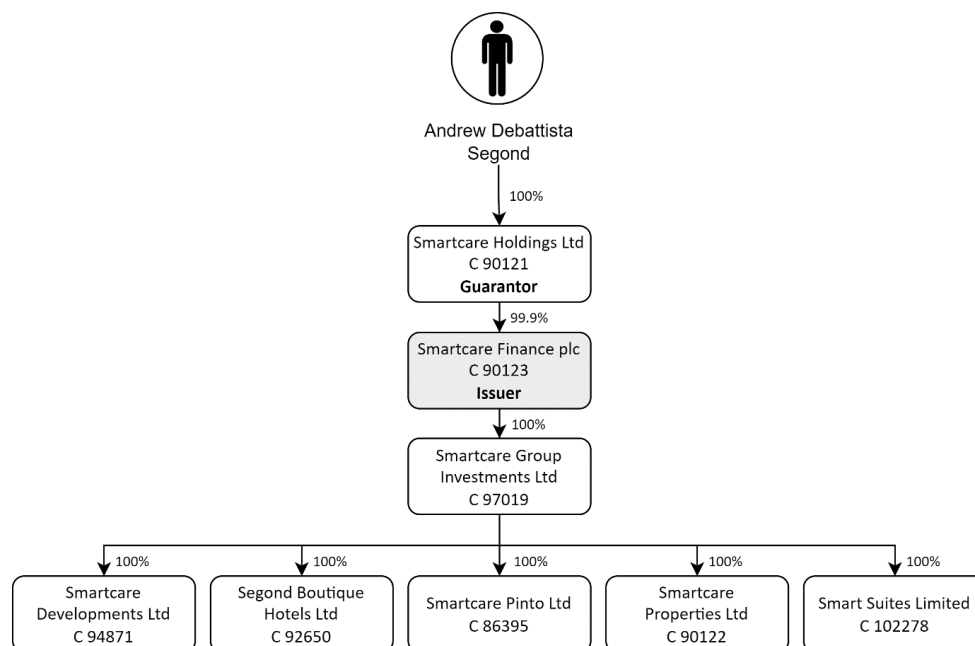 Andrew Debattista
Segond
100%
Smartcare Holdings Ltd
C 90121
Guarantor
99.9%
Smartcare Finance plc
C 90123
Issuer
100%
Smartcare Group
Investments Ltd
C 97019
100%
100%
100%
100%
100%
Smartcare
Developments Ltd
C 94871
Segond Boutique
Hotels Ltd
C 92650
Smartcare Pinto Ltd
C 86395
Smartcare
Properties Ltd
C 90122
Smart Suites Limited
C 102278